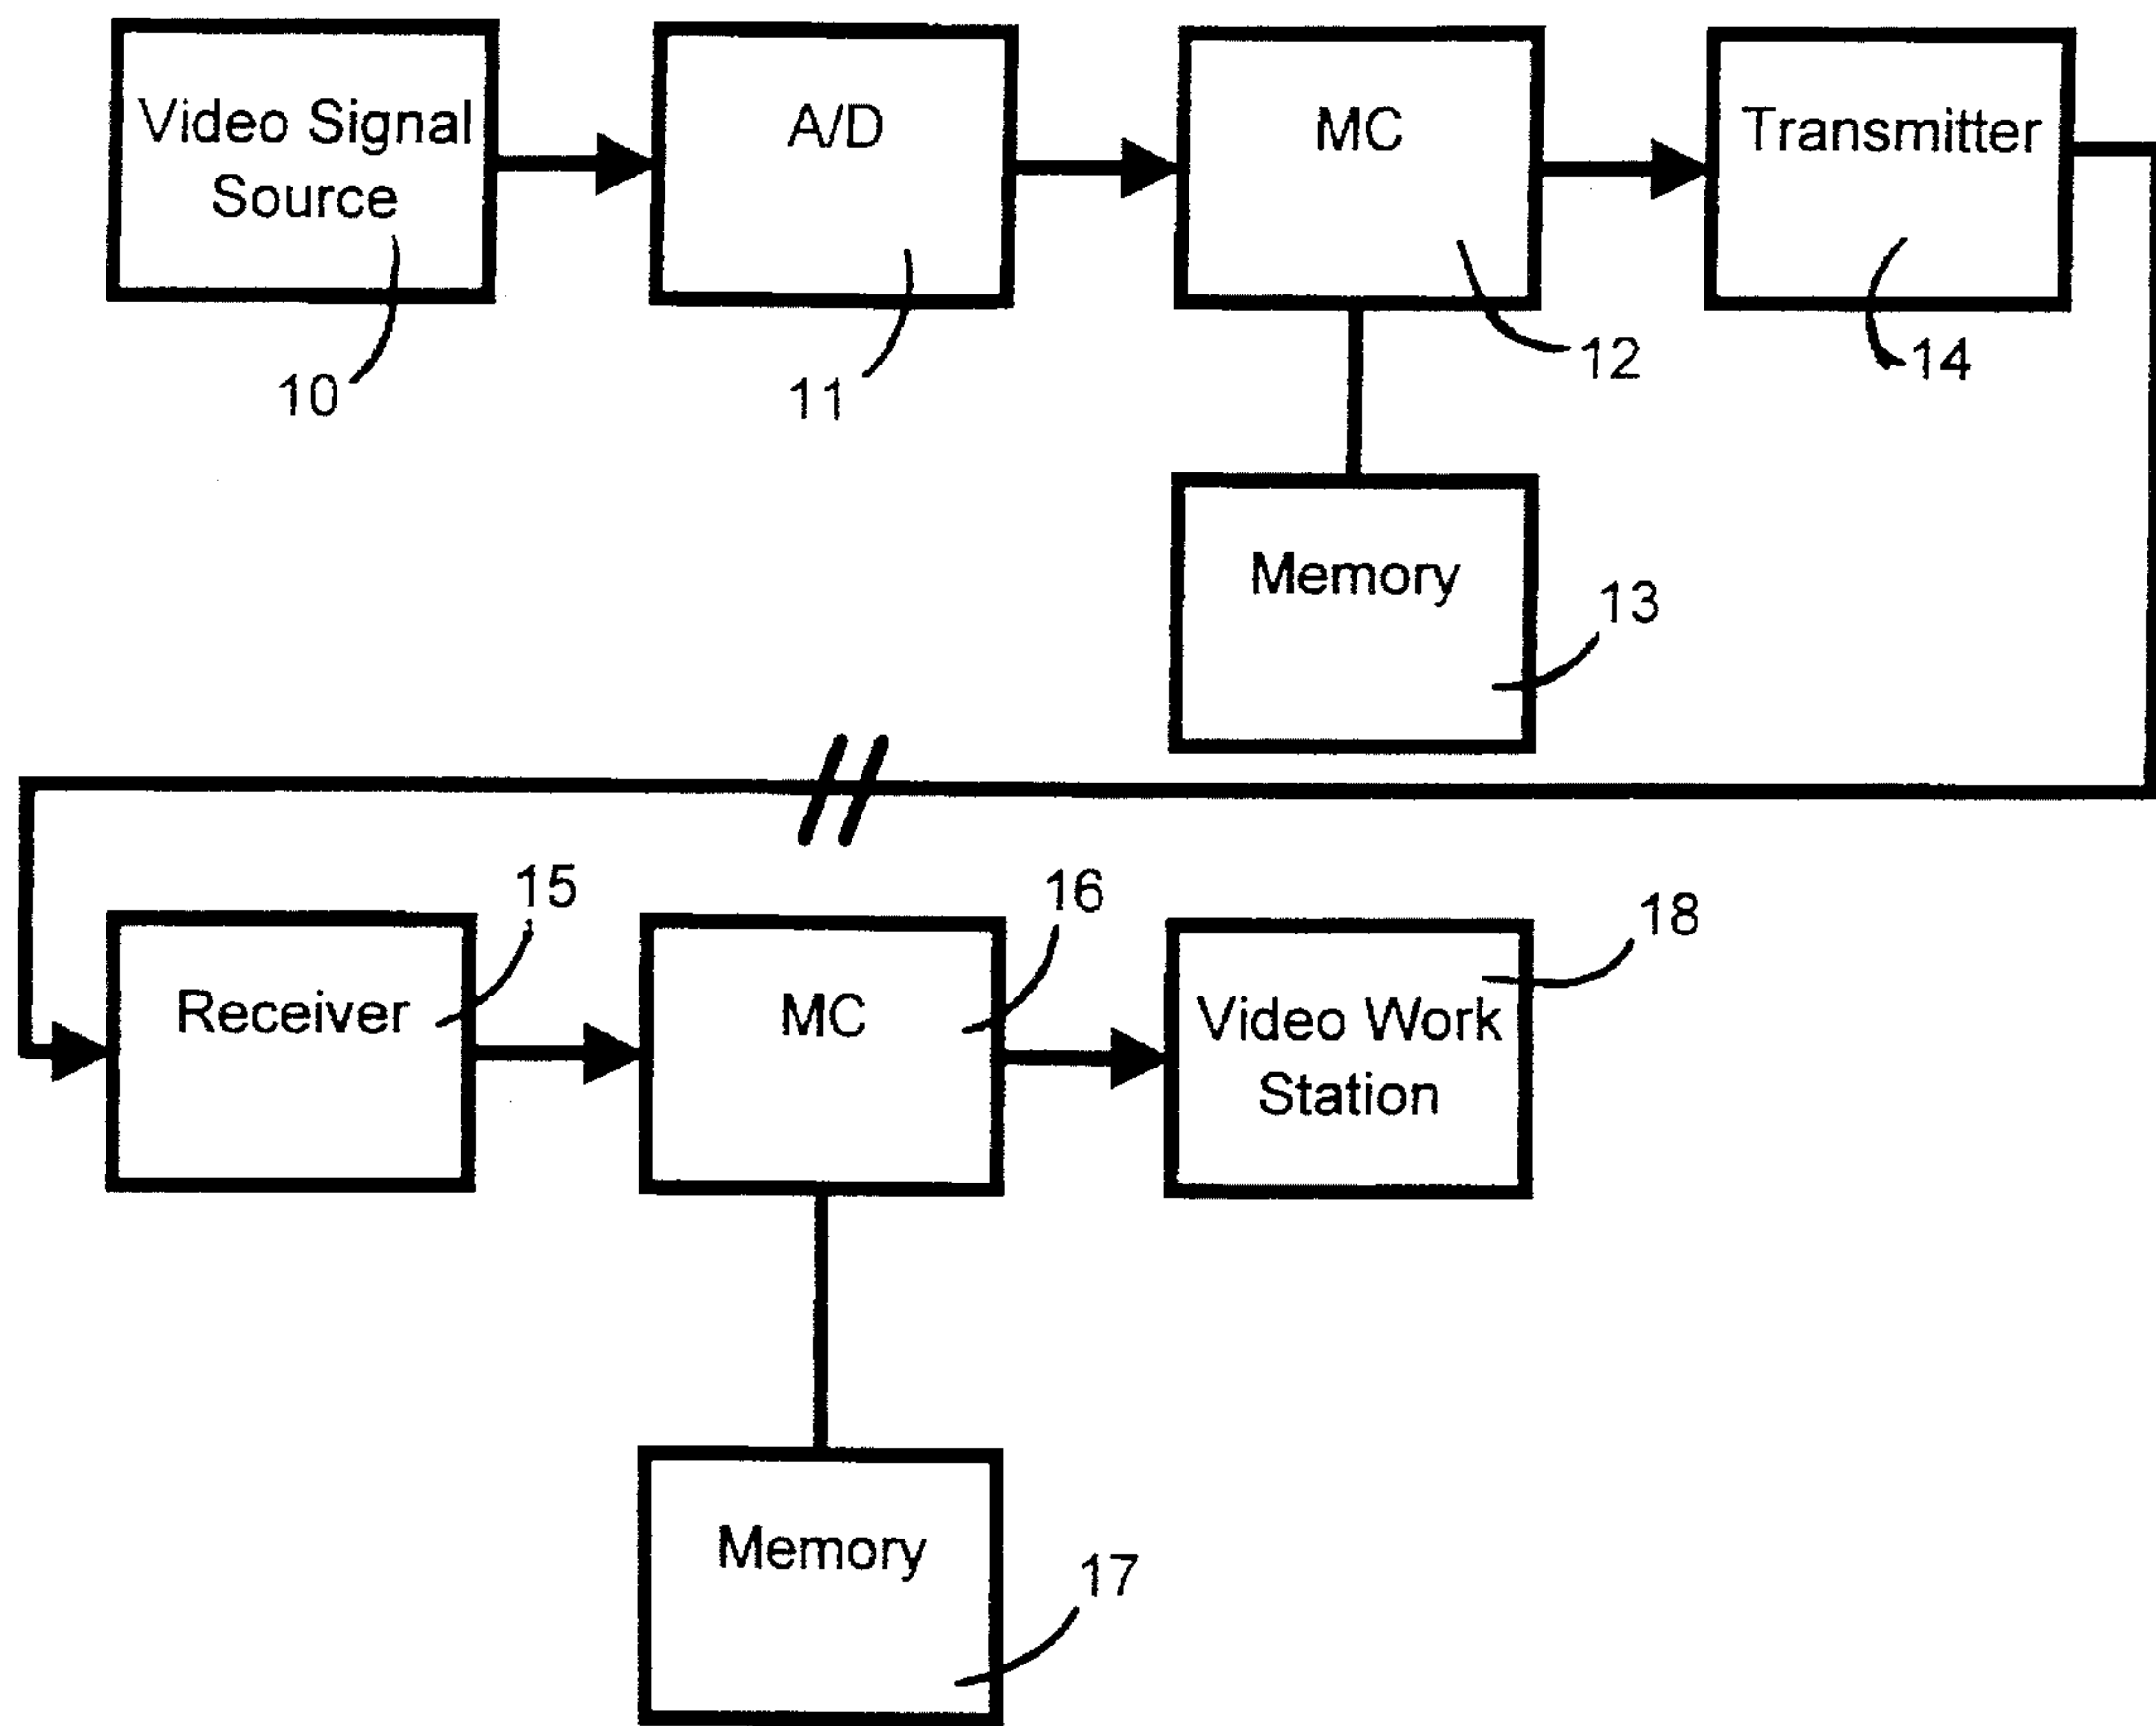 Video Signal
Source
10
A/D
11
MC
12
Transmitter
14
Memory
13
Receiver
15
MC
16
Video Work
Station
18
Memory
17